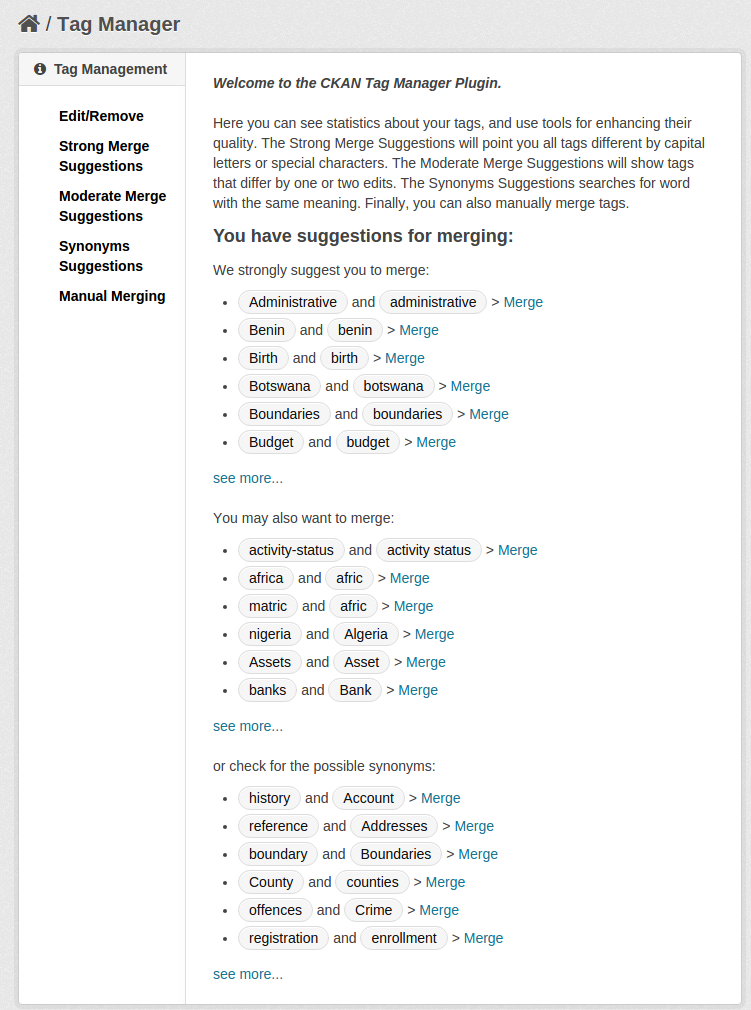 / Tag Manager
Tag Management
Edit/Remove
Strong Merge
Suggestions
Moderate Merge
Suggestions
Synonyms
Suggestions
Manual Merging
Welcome to the CKAN Tag Manager Plugin.
Here you can see statistics about your tags, and use tools for enhancing their
quality. The Strong Merge Suggestions will point you all tags different by capital
letters or special characters. The Moderate Merge Suggestions will show tags
that differ by one or two edits. The Synonyms Suggestions searches for word
with the same meaning. Finally, you can also manually merge tags.
You have suggestions for merging:
We strongly suggest you to merge:
• Administrative and administrative > Merge
• Benin and benin > Merge
• Birth and birth > Merge
• Botswana and botswana > Merge
• Boundaries and boundaries > Merge
• Budget and budget > Merge
see more...
You may also want to merge:
• activity-status and activity status > Merge
• africa and afric > Merge
• matric and afric > Merge
• nigeria and Algeria > Merge
• Assets and Asset > Merge
• banks and Bank > Merge
see more...
or check for the possible synonyms:
• history and Account > Merge
• reference and Addresses > Merge
• boundary and Boundaries > Merge
• County and counties > Merge
• offences and Crime > Merge
• registration and enrollment > Merge
see more...